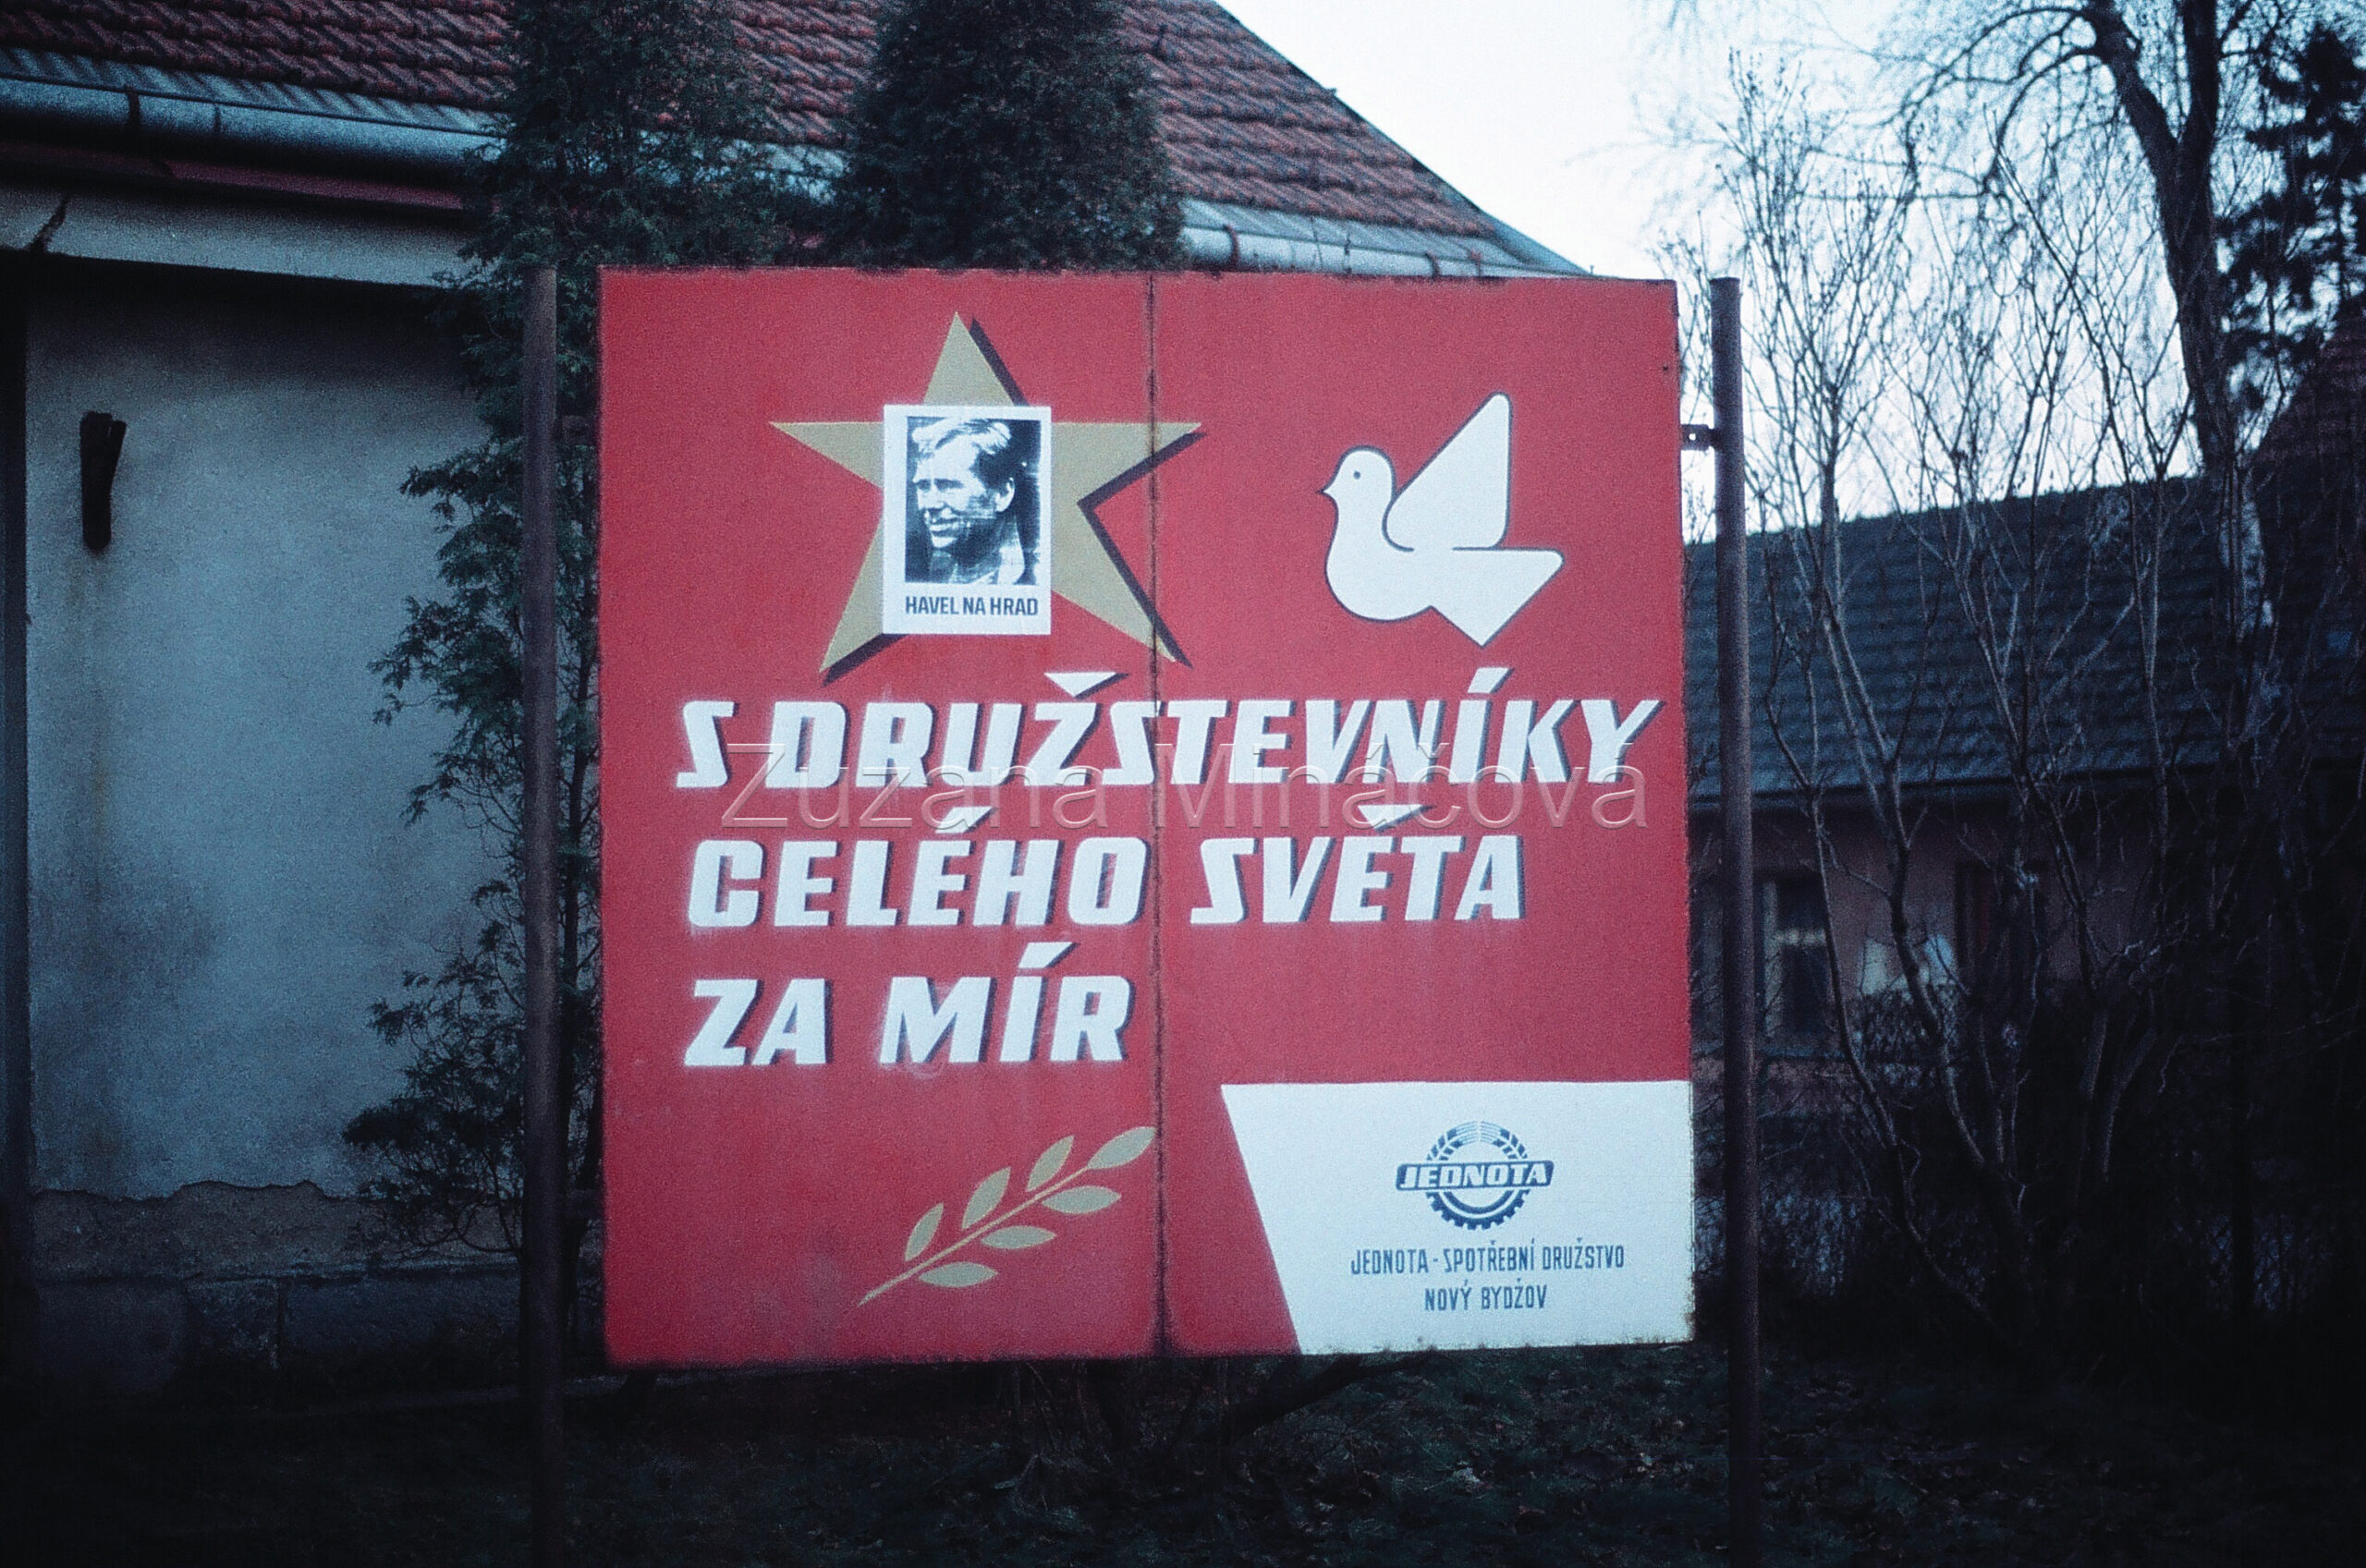 HAVEL NA HRAD
S DRUŽSTEVNÍKY
Zuzana Mináčová
CELÉHO SVĚTA
ZA MÍR
JEDNOTA
JEDNOTA - SPOTŘEBNÍ DRUŽSTVO
NOVÝ BYDŽOV